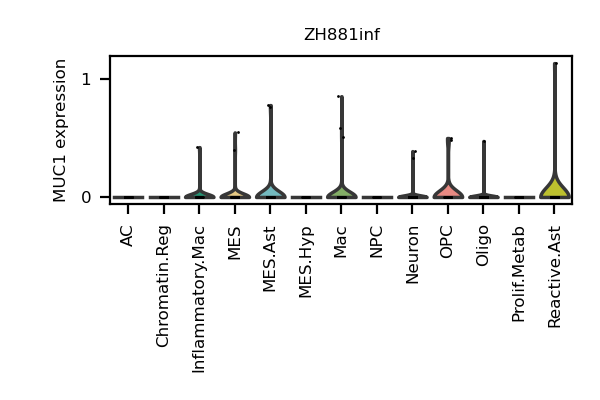 ZH881inf
MUC1 expression
1
0
AC
Chromatin.Reg
Inflammatory.Mac
MES
MES.Ast
MES.Hyp
Mac
NPC
Neuron
OPC
Oligo
Prolif.Metab
Reactive.Ast